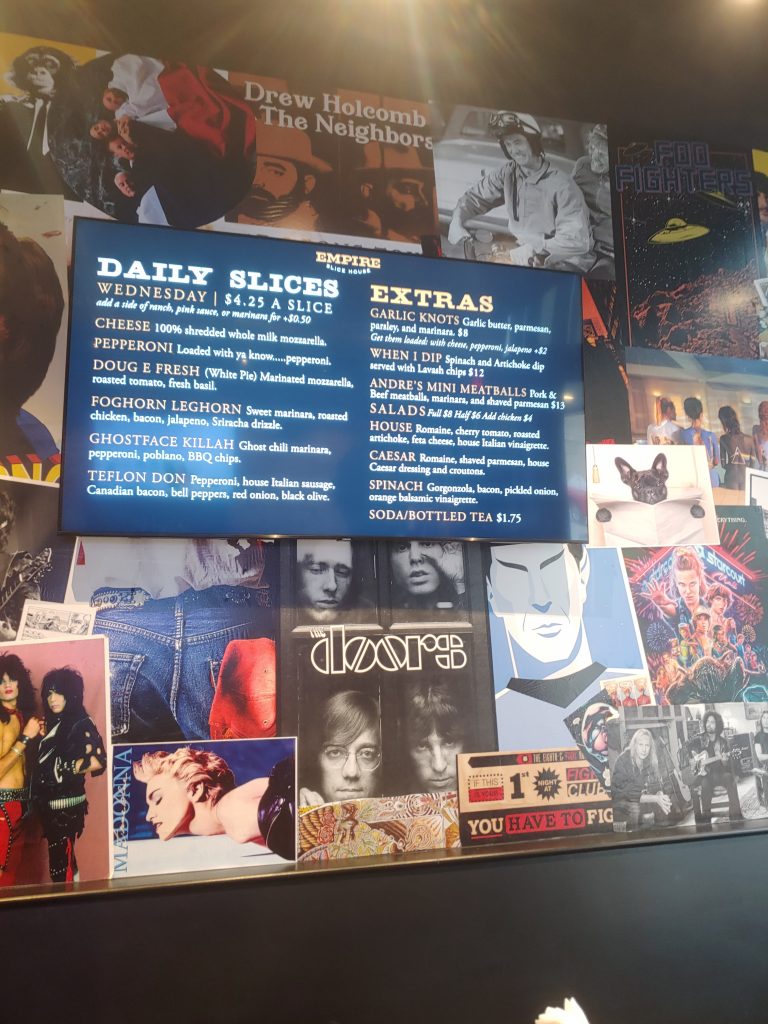 Drew Holcomb
The Neighbors
FOO
FIGHTERS
EMPIRE
SLICE HOUSE
DAILY SLICES
WEDNESDAY | $4.25 A SLICE
add a side of ranch, pink sauce, or marinara for +$0.50
CHEESE 100% shredded whole milk mozzarella.
PEPPERONI Loaded with ya know.....pepperoni.
DOUG E FRESH (White Pie) Marinated mozzarella,
roasted tomato, fresh basil.
FOGHORN LEGHORN Sweet marinara, roasted
chicken, bacon, jalapeno, Sriracha drizzle.
GHOSTFACE KILLAH Ghost chili marinara,
pepperoni, poblano, BBQ chips.
TEFLON DON Pepperoni, house Italian sausage,
Canadian bacon, bell peppers, red onion, black olive.
EXTRAS
GARLIC KNOTS Garlic butter, parmesan,
parsley, and marinara. $8
Get them loaded: with cheese, pepperoni, jalapeno +$2
WHEN I DIP Spinach and Artichoke dip
served with Lavash chips $12
ANDRE'S MINI MEATBALLS Pork &
Beef meatballs, marinara, and shaved parmesan $13
SALADS Full $8 Half $6 Add chicken $4
HOUSE Romaine, cherry tomato, roasted
artichoke, feta cheese, house Italian vinaigrette.
CAESAR Romaine, shaved parmesan, house
Caesar dressing and croutons.
SPINACH Gorgonzola, bacon, pickled onion,
orange balsamic vinaigrette.
SODA/BOTTLED TEA $1.75
THE
doors
MADONNA
IF THIS
1st
NIGHT
AT
FIGHT
CLUB
YOU HAVE TO FIG